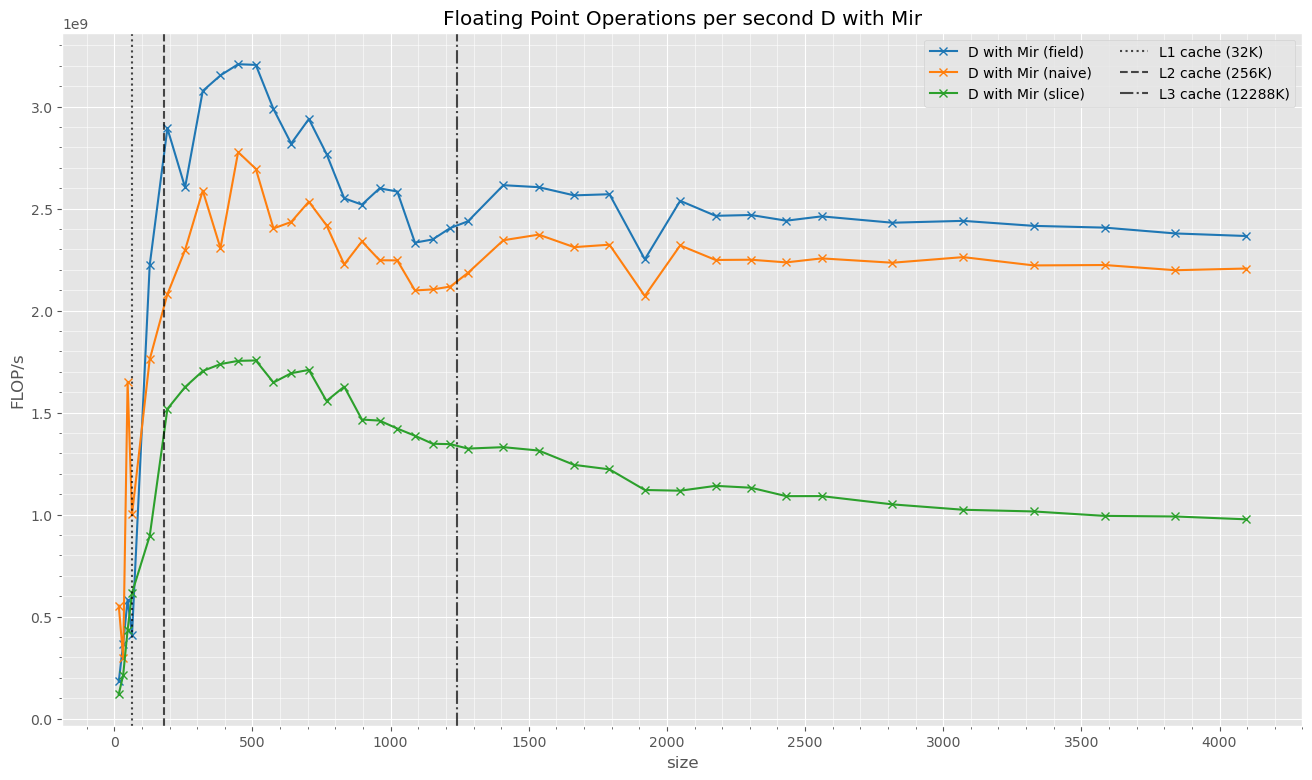 Floating Point Operations per second D with Mir
1e9
D with Mir (field)
D with Mir (naive)
D with Mir (slice)
L1 cache (32K)
L2 cache (256K)
L3 cache (12288K)
3.0
2.5
2.0
1.5
1.0
0.5
0.0
FLOP/s
0 500 1000 1500 2000 2500 3000 3500 4000
size